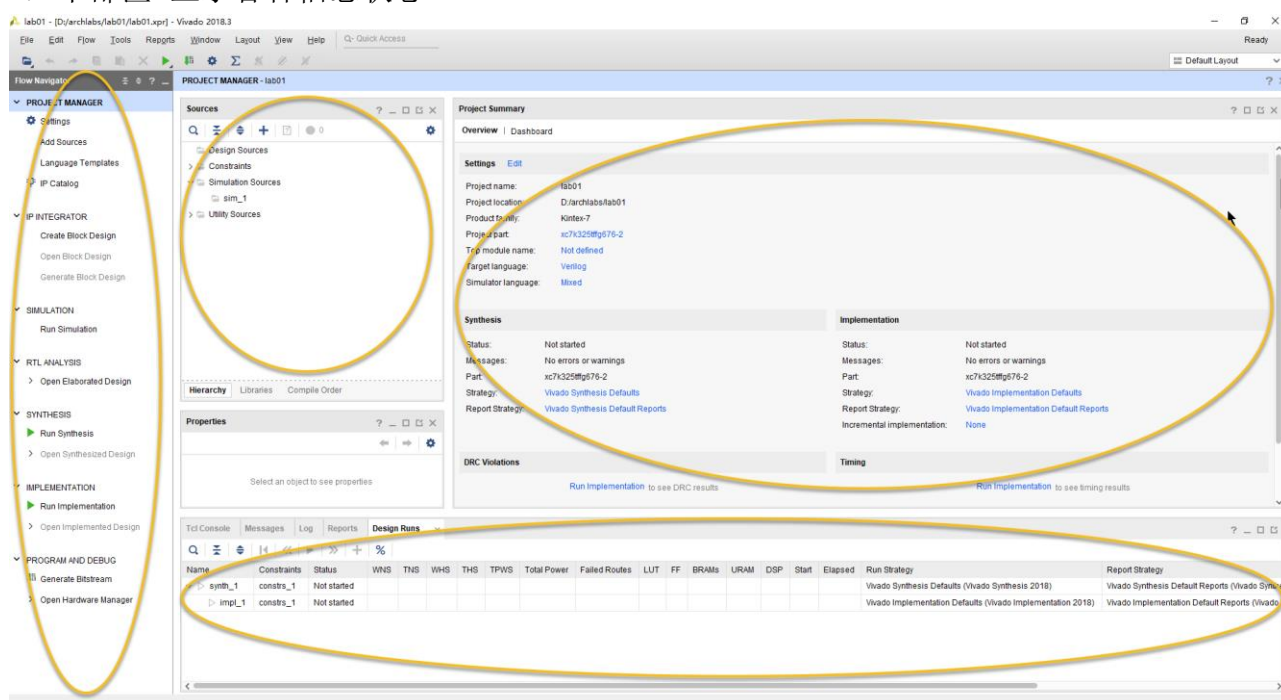 lab01 - [D:/archlabs/lab01/lab01.xpr] - Vivado 2018.3
File Edit Flow Tools Reports Window Layout View Help Q- Quick Access
Ready
Default Layout
Flow Navigator
PROJECT MANAGER
Settings
Add Sources
Language Templates
IP Catalog
IP INTEGRATOR
Create Block Design
Open Block Design
Generate Block Design
SIMULATION
Run Simulation
RTL ANALYSIS
Open Elaborated Design
SYNTHESIS
Run Synthesis
Open Synthesized Design
IMPLEMENTATION
Run Implementation
Open Implemented Design
PROGRAM AND DEBUG
Generate Bitstream
Open Hardware Manager
PROJECT MANAGER - lab01
Sources
0
Design Sources
Constraints
Simulation Sources
sim_1
Utility Sources
Hierarchy Libraries Compile Order
Properties
Select an object to see properties
Project Summary
Overview | Dashboard
Settings Edit
Project name: lab01
Project location: D:/archlabs/lab01
Product family: Kintex-7
Project part: xc7k325tffg676-2
Top module name: Not defined
Target language: Verilog
Simulator language: Mixed
Synthesis
Status: Not started
Messages: No errors or warnings
Part: xc7k325tffg676-2
Strategy: Vivado Synthesis Defaults
Report Strategy: Vivado Synthesis Default Reports
Implementation
Status: Not started
Messages: No errors or warnings
Part: xc7k325tffg676-2
Strategy: Vivado Implementation Defaults
Report Strategy: Vivado Implementation Default Reports
Incremental implementation: None
DRC Violations
Run Implementation to see DRC results
Timing
Run Implementation to see timing results
Tcl Console Messages Log Reports Design Runs
Name Constraints Status WNS TNS WHS THS TPWS Total Power Failed Routes LUT FF BRAMs URAM DSP Start Elapsed Run Strategy Report Strategy
synth_1 constrs_1 Not started Vivado Synthesis Defaults (Vivado Synthesis 2018) Vivado Synthesis Default Reports (Vivado
impl_1 constrs_1 Not started Vivado Implementation Defaults (Vivado Implementation 2018) Vivado Implementation Default Reports (Vivado